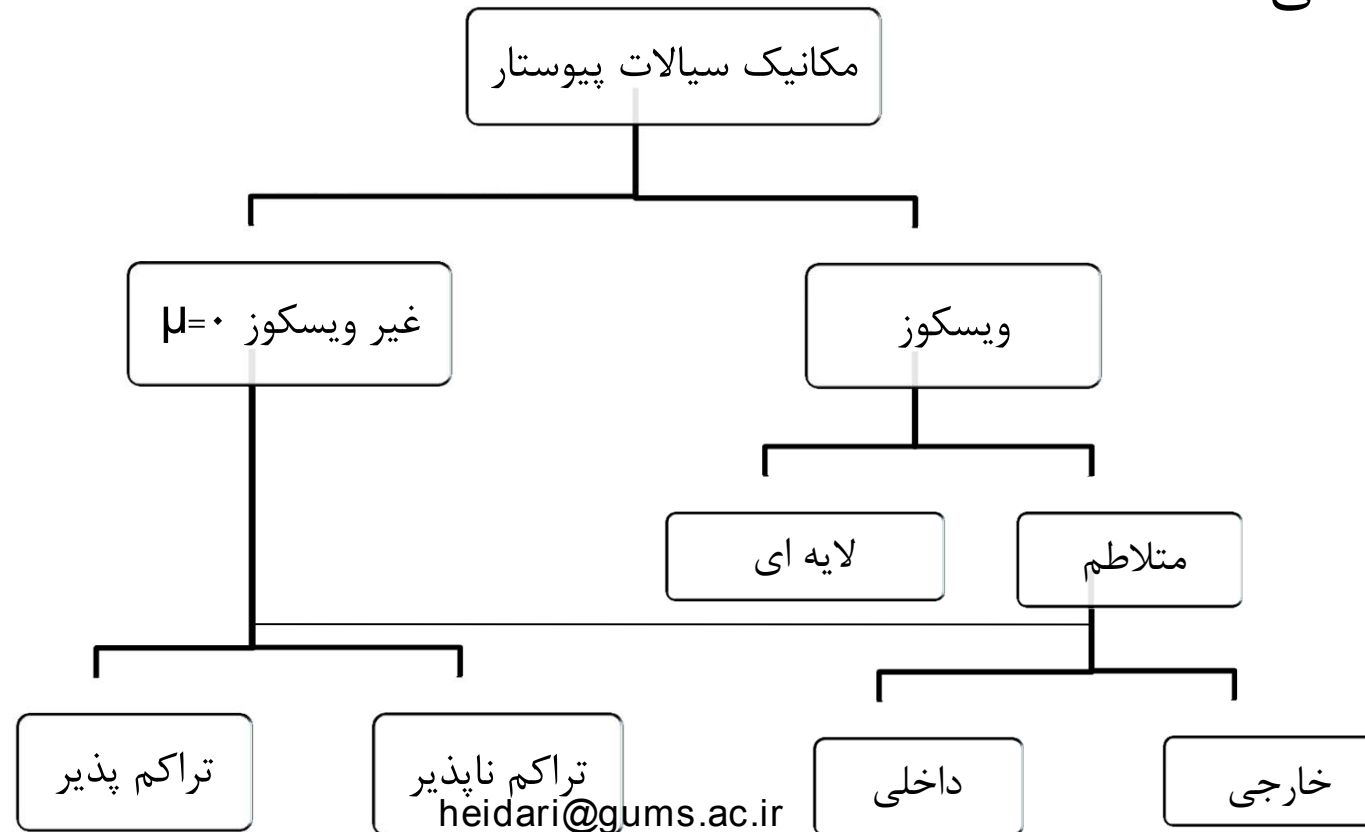 مکانیک سیالات پیوستار
ویسکوز
غیر ویسکوز μ=۰
متلاطم
لایه ای
خارجی
داخلی
تراکم ناپذیر
تراکم پذیر
heidari@gums.ac.ir